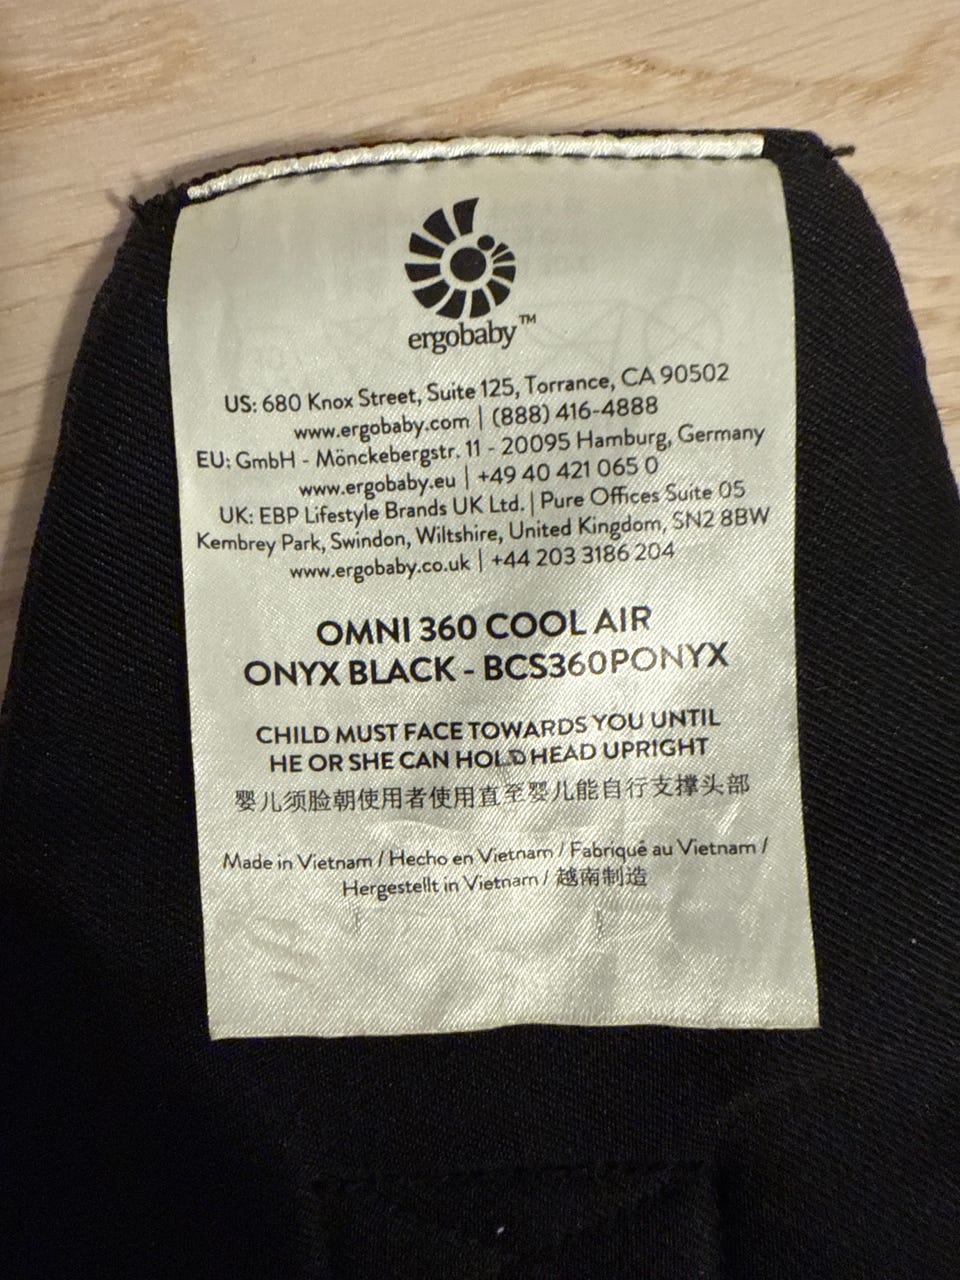 ergobaby™
US: 680 Knox Street, Suite 125, Torrance, CA 90502
www.ergobaby.com | (888) 416-4888
EU: GmbH - Mönckebergstr. 11 - 20095 Hamburg, Germany
www.ergobaby.eu | +49 40 421 065 0
UK: EBP Lifestyle Brands UK Ltd. | Pure Offices Suite 05
Kembrey Park, Swindon, Wiltshire, United Kingdom, SN2 8BW
www.ergobaby.co.uk | +44 203 3186 204
OMNI 360 COOL AIR
ONYX BLACK - BCS360PONYX
CHILD MUST FACE TOWARDS YOU UNTIL
HE OR SHE CAN HOLD HEAD UPRIGHT
婴儿须脸朝使用者使用直至婴儿能自行支撑头部
Made in Vietnam / Hecho en Vietnam / Fabriqué au Vietnam /
Hergestellt in Vietnam / 越南制造